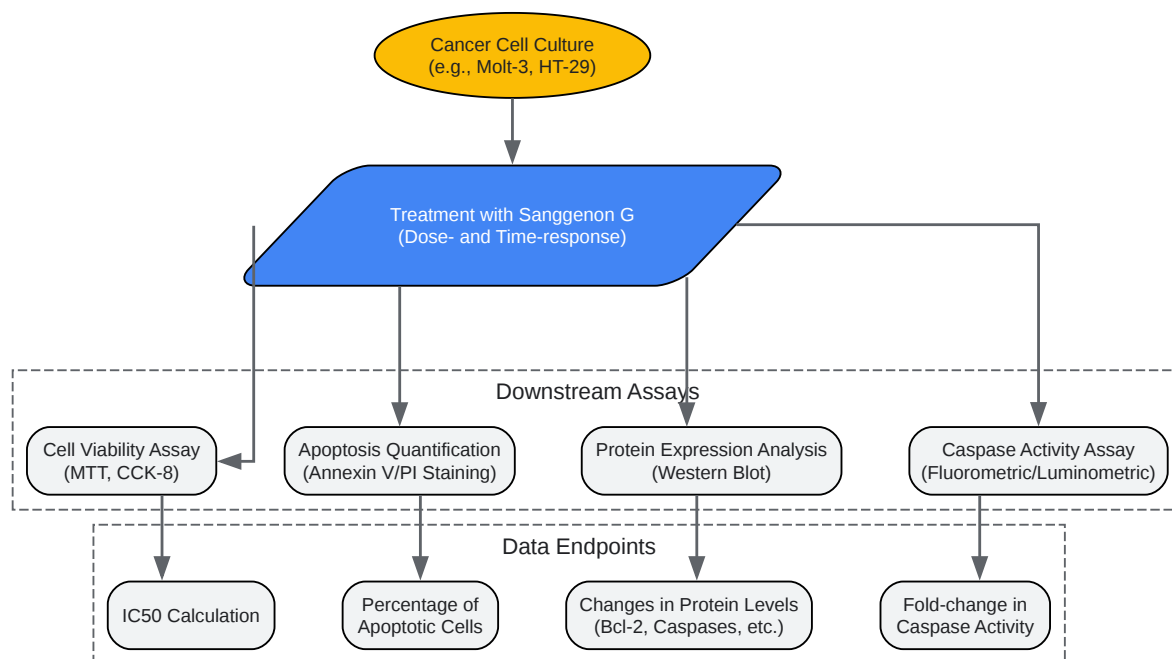 Cancer Cell Culture
(e.g., Molt-3, HT-29)
Treatment with Sanggenon G
(Dose- and Time-response)
Downstream Assays
Cell Viability Assay
(MTT, CCK-8)
Apoptosis Quantification
(Annexin V/PI Staining)
Protein Expression Analysis
(Western Blot)
Caspase Activity Assay
(Fluorometric/Luminometric)
Data Endpoints
IC50 Calculation
Percentage of
Apoptotic Cells
Changes in Protein Levels
(Bcl-2, Caspases, etc.)
Fold-change in
Caspase Activity